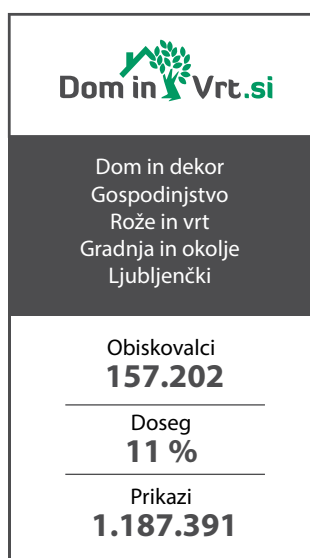 Dom in Vrt.si
Dom in dekor
Gospodinjstvo
Rože in vrt
Gradnja in okolje
Ljubljenčki
Obiskovalci
157.202
Doseg
11 %
Prikazi
1.187.391